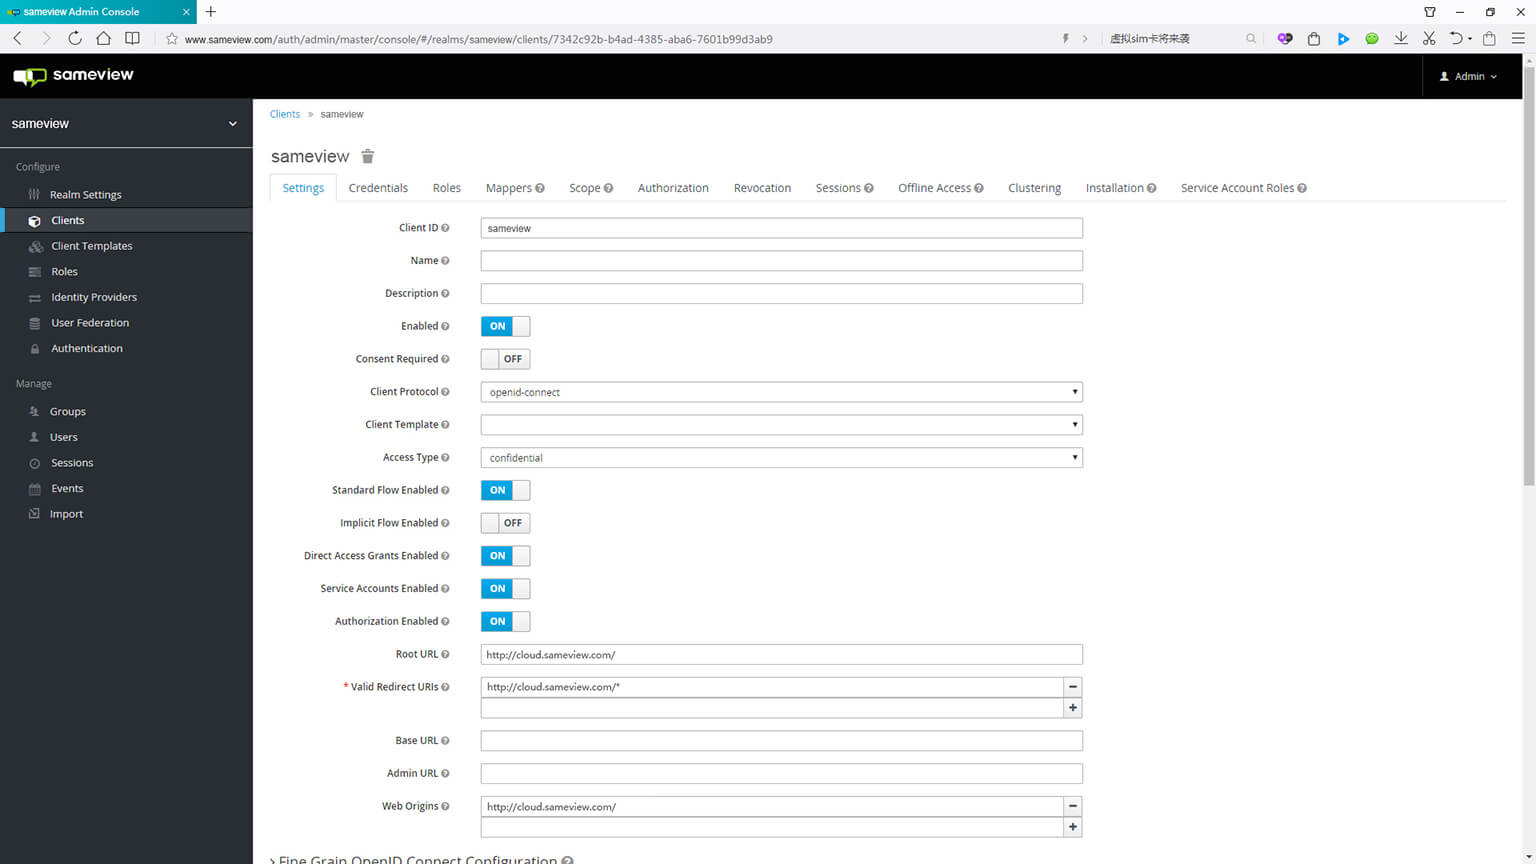 sameview Admin Console
www.sameview.com/auth/admin/master/console/#/realms/sameview/clients/7342c92b-b4ad-4385-aba6-7601b99d3ab9
虚拟sim卡将来袭
sameview
Admin
sameview
Configure
Realm Settings
Clients
Client Templates
Roles
Identity Providers
User Federation
Authentication
Manage
Groups
Users
Sessions
Events
Import
Clients » sameview
sameview
Settings Credentials Roles Mappers Scope Authorization Revocation Sessions Offline Access Clustering Installation Service Account Roles
Client ID sameview
Name
Description
Enabled ON
Consent Required OFF
Client Protocol openid-connect
Client Template
Access Type confidential
Standard Flow Enabled ON
Implicit Flow Enabled OFF
Direct Access Grants Enabled ON
Service Accounts Enabled ON
Authorization Enabled ON
Root URL http://cloud.sameview.com/
* Valid Redirect URIs http://cloud.sameview.com/*
Base URL
Admin URL
Web Origins http://cloud.sameview.com/
Fine Grain OpenID Connect Configuration